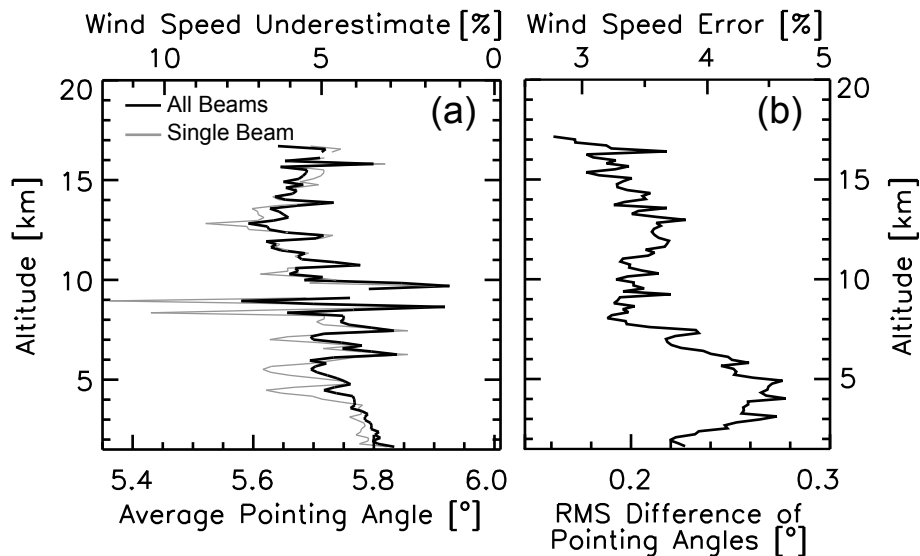 Wind Speed Underestimate [%]
10 5 1 0
Wind Speed Error [%]
3 4 5
20
15
10
5
Altitude [km]
All Beams
Single Beam
(a)
(b)
20
15
10
5
Altitude [km]
5.4 5.6 5.8 6.0
Average Pointing Angle [°]
0.2 0.3
RMS Difference of
Pointing Angles [°]